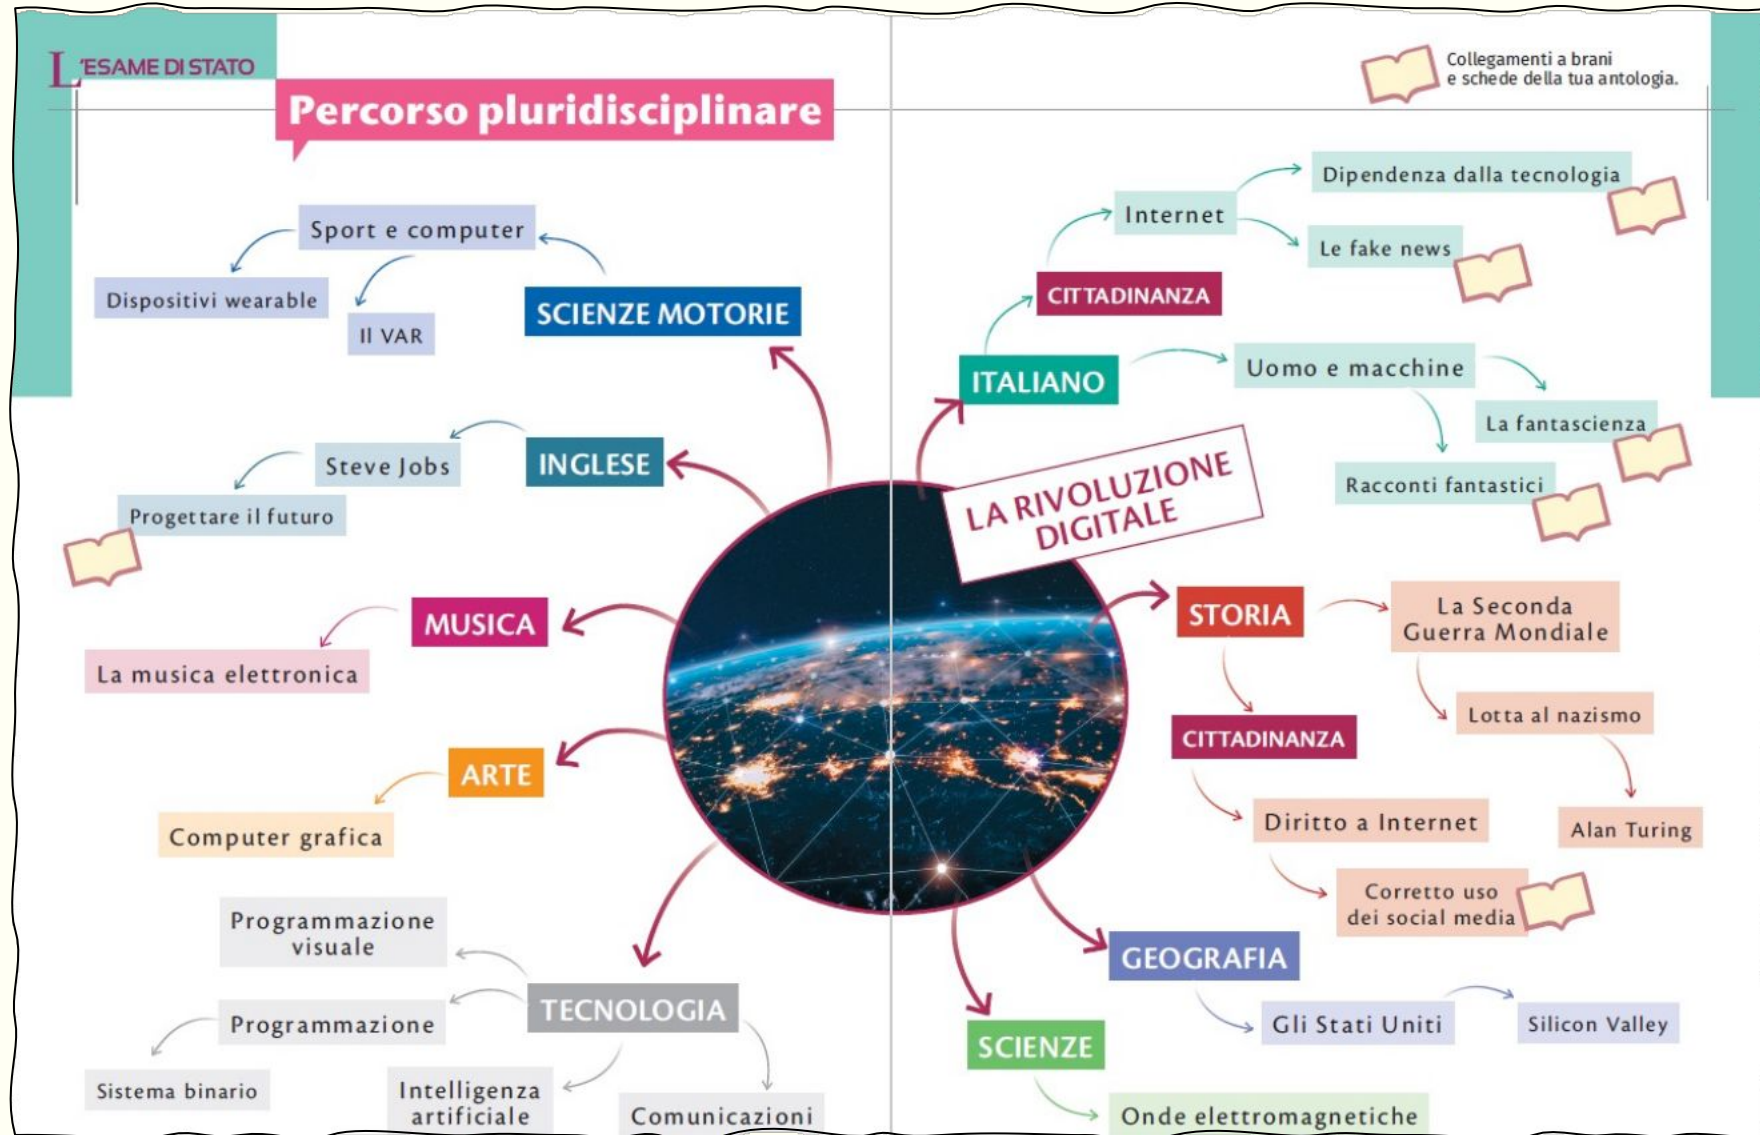 L'ESAME DI STATO
Percorso pluridisciplinare
Collegamenti a brani
e schede della tua antologia.
LA RIVOLUZIONE
DIGITALE
SCIENZE MOTORIE
Sport e computer
Dispositivi wearable
Il VAR
INGLESE
Steve Jobs
Progettare il futuro
MUSICA
La musica elettronica
ARTE
Computer grafica
TECNOLOGIA
Programmazione
visuale
Programmazione
Sistema binario
Intelligenza
artificiale
Comunicazioni
ITALIANO
CITTADINANZA
Internet
Dipendenza dalla tecnologia
Le fake news
Uomo e macchine
La fantascienza
Racconti fantastici
STORIA
La Seconda
Guerra Mondiale
Lotta al nazismo
Alan Turing
CITTADINANZA
Diritto a Internet
Corretto uso
dei social media
GEOGRAFIA
Gli Stati Uniti
Silicon Valley
SCIENZE
Onde elettromagnetiche